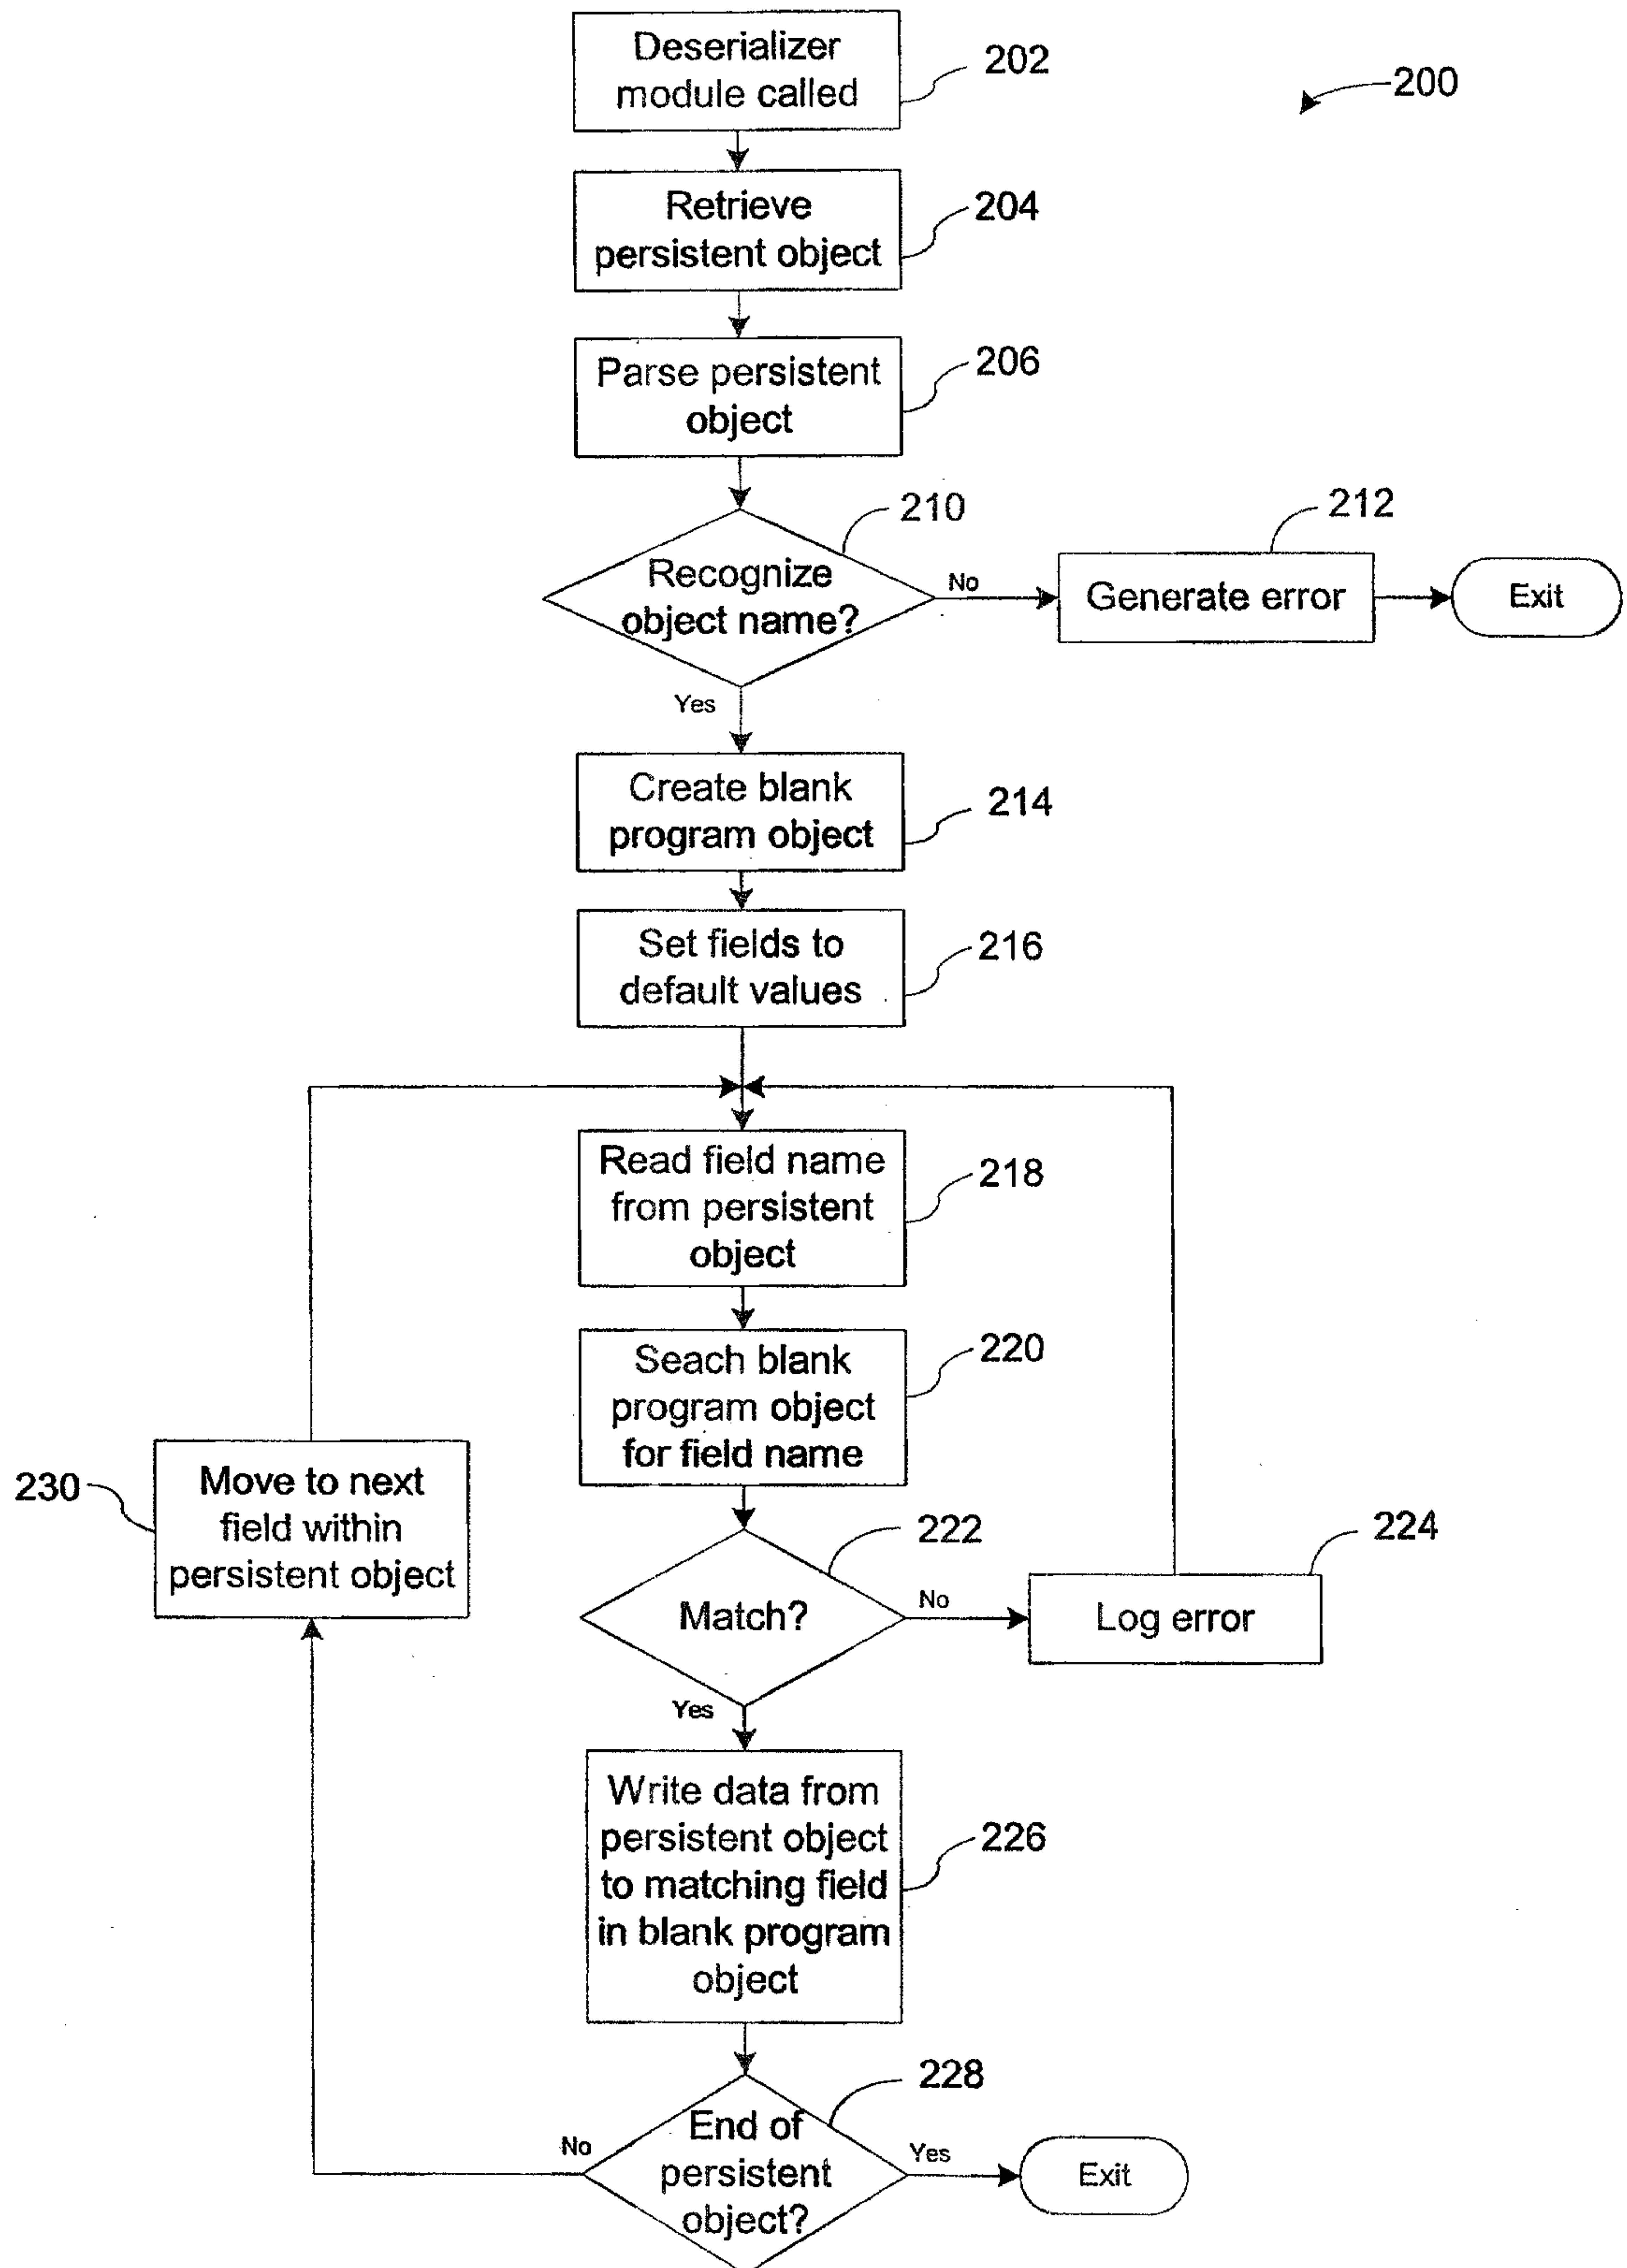 Deserializer
module called
202
200
Retrieve
persistent object
204
Parse persistent
object
206
Recognize
object name?
210
No
212
Generate error
Exit
Yes
Create blank
program object
214
Set fields to
default values
216
Read field name
from persistent
object
218
Seach blank
program object
for field name
220
230
Move to next
field within
persistent object
Match?
222
No
224
Log error
Yes
Write data from
persistent object
to matching field
in blank program
object
226
End of
persistent
object?
228
No
Yes
Exit